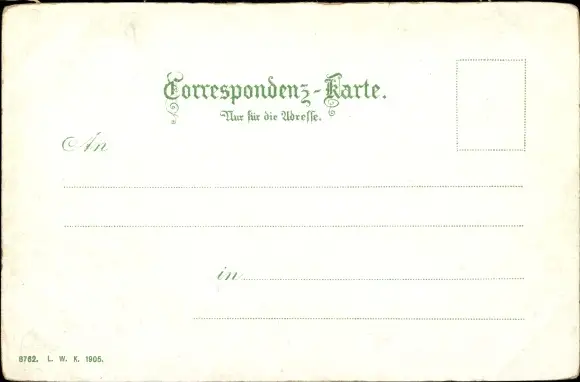 Correspondenz-Karte.
Nur für die Adresse.
An
in
8762. L. W. K. 1905.